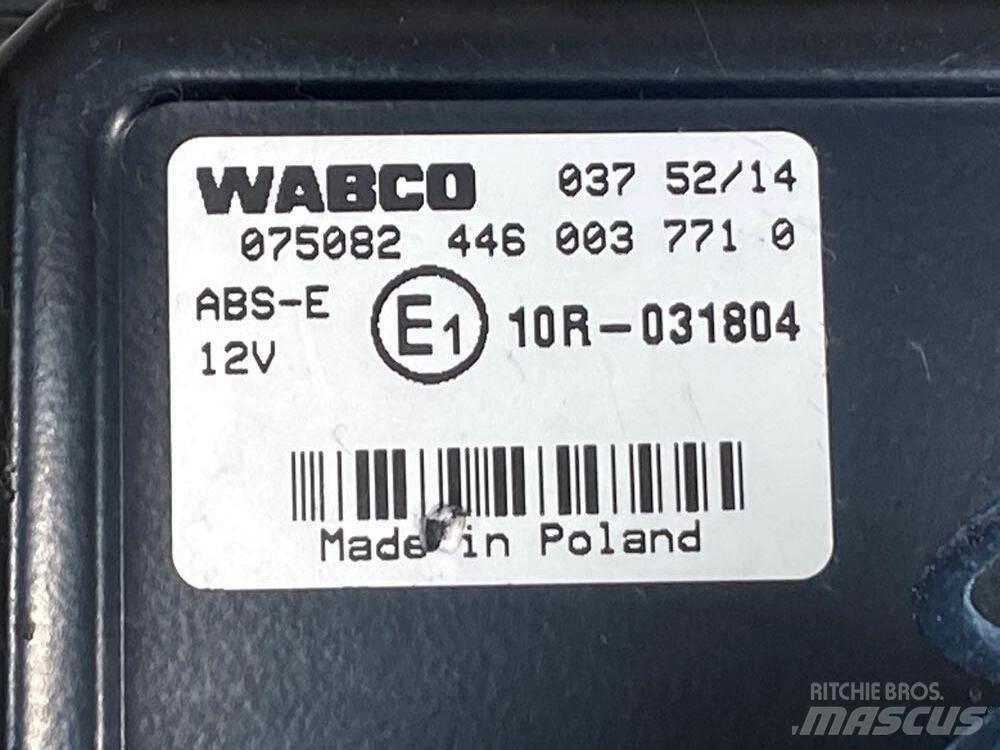 WABCO 037 52/14
075082 446 003 771 0
ABS-E
12V
E1 10R-031804
Made in Poland
RITCHIE BROS.
MASCUS